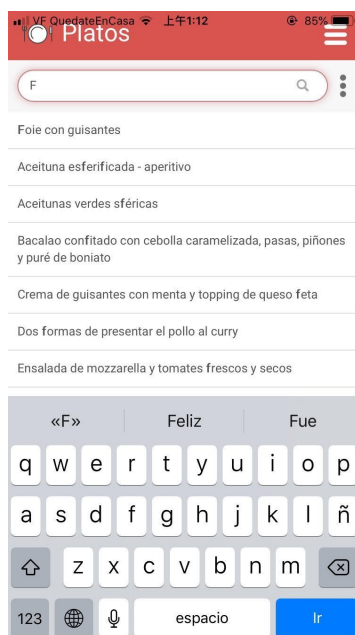 VF QuedateEnCasa 上午1:12 85%
Platos
F
Foie con guisantes
Aceituna esferificada - aperitivo
Aceitunas verdes sféricas
Bacalao confitado con cebolla caramelizada, pasas, piñones
y puré de boniato
Crema de guisantes con menta y topping de queso feta
Dos formas de presentar el pollo al curry
Ensalada de mozzarella y tomates frescos y secos
«F» Feliz Fue
q w e r t y u i o p
a s d f g h j k l ñ
z x c v b n m
123 espacio Ir